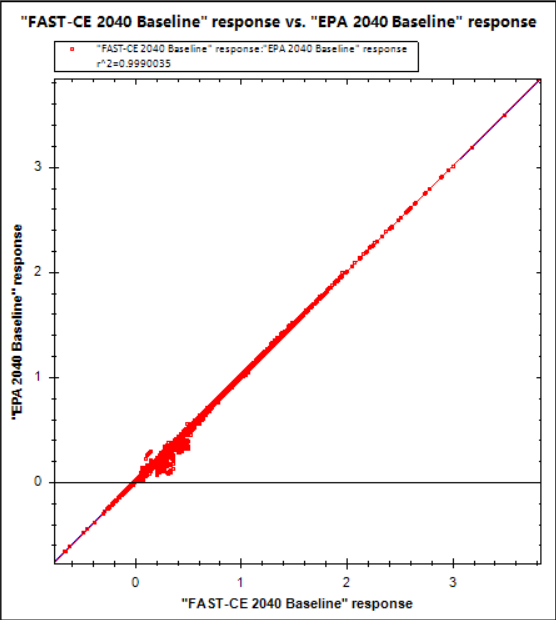 "FAST-CE 2040 Baseline" response vs. "EPA 2040 Baseline" response
"FAST-CE 2040 Baseline" response:"EPA 2040 Baseline" response
r^2=0.9990035
3
2
1
0
"EPA 2040 Baseline" response
0 1 2 3
"FAST-CE 2040 Baseline" response